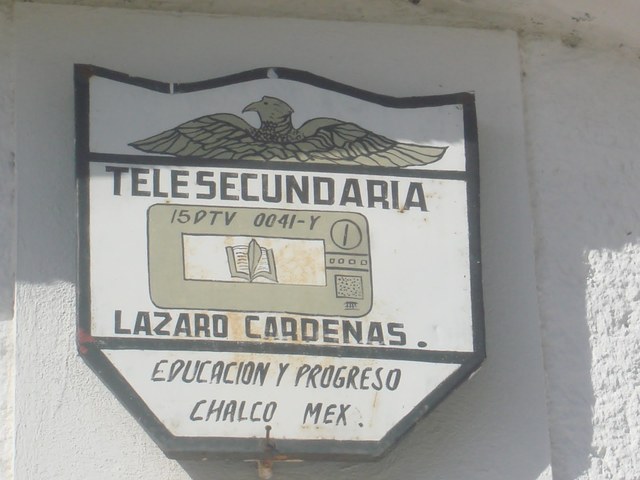 TELESECUNDARIA
15DTV 0041-Y
LAZARO CARDENAS.
EDUCACION Y PROGRESO
CHALCO MEX.